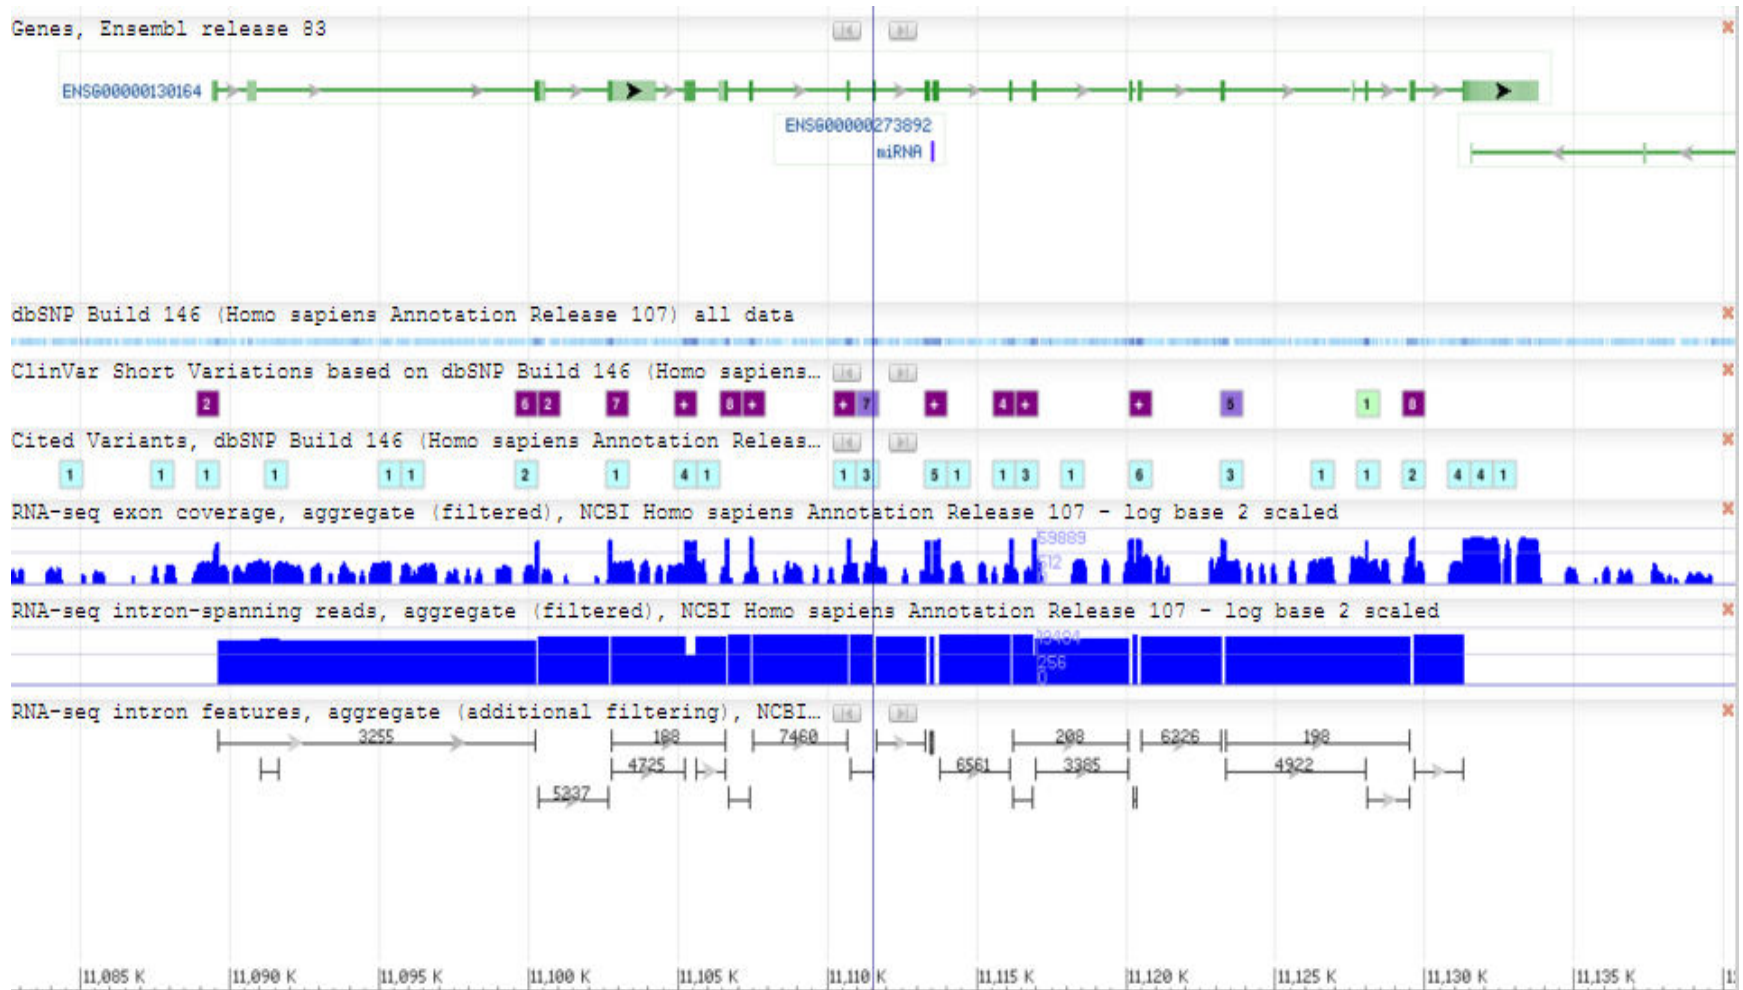 Genes, Ensembl release 83
ENSG00000130164
ENSG00000273892
miRNA
dbSNP Build 146 (Homo sapiens Annotation Release 107) all data
ClinVar Short Variations based on dbSNP Build 146 (Homo sapiens...
2 6 2 7 + 8 + + 7 + 4 + + 5 1 8
Cited Variants, dbSNP Build 146 (Homo sapiens Annotation Releas...
1 1 1 1 1 1 2 1 4 1 1 3 5 1 1 3 1 6 3 1 1 2 4 4 1
RNA-seq exon coverage, aggregate (filtered), NCBI Homo sapiens Annotation Release 107 - log base 2 scaled
59889
512
0
RNA-seq intron-spanning reads, aggregate (filtered), NCBI Homo sapiens Annotation Release 107 - log base 2 scaled
19484
256
0
RNA-seq intron features, aggregate (additional filtering), NCBI...
3255 188 7460 208 6226 198
4725 6561 3385 4922
5237
11,085 K 11,090 K 11,095 K 11,100 K 11,105 K 11,110 K 11,115 K 11,120 K 11,125 K 11,130 K 11,135 K